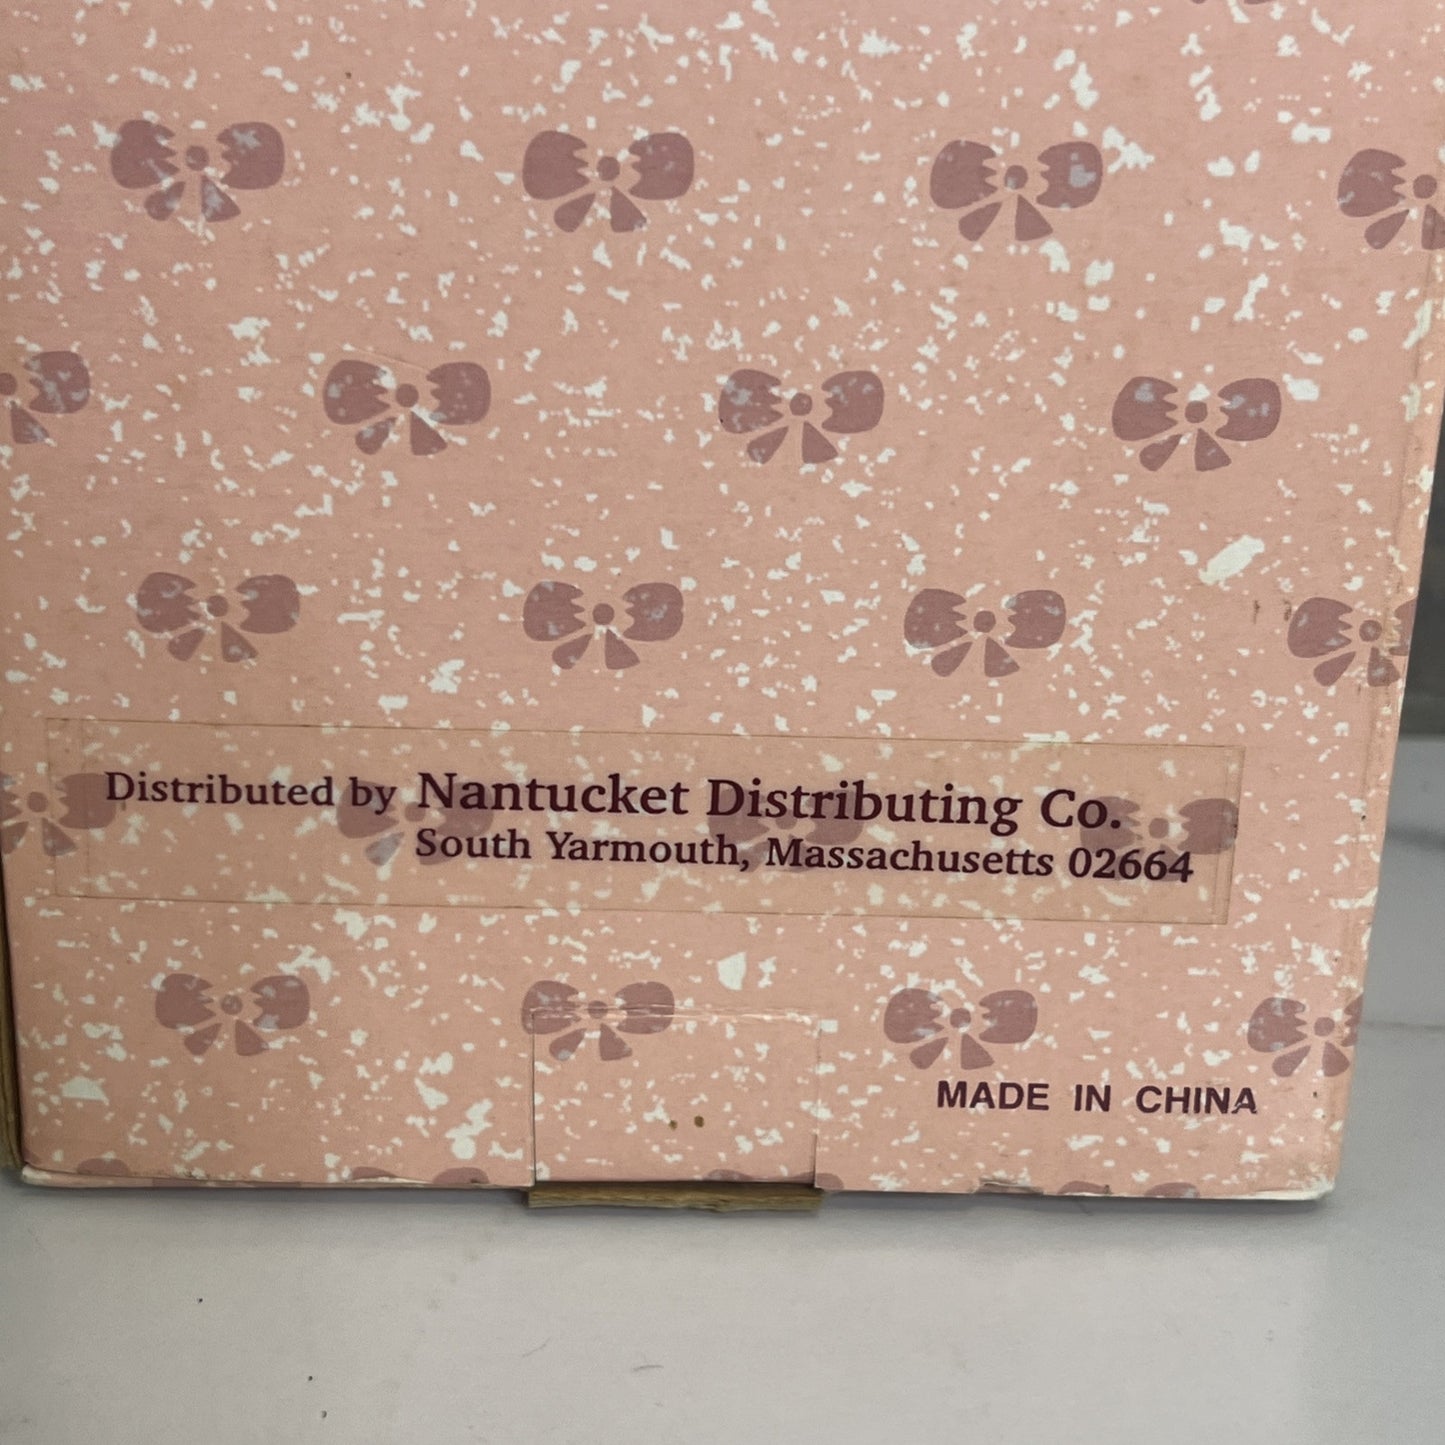 Distributed by Nantucket Distributing Co.
South Yarmouth, Massachusetts 02664
MADE IN CHINA